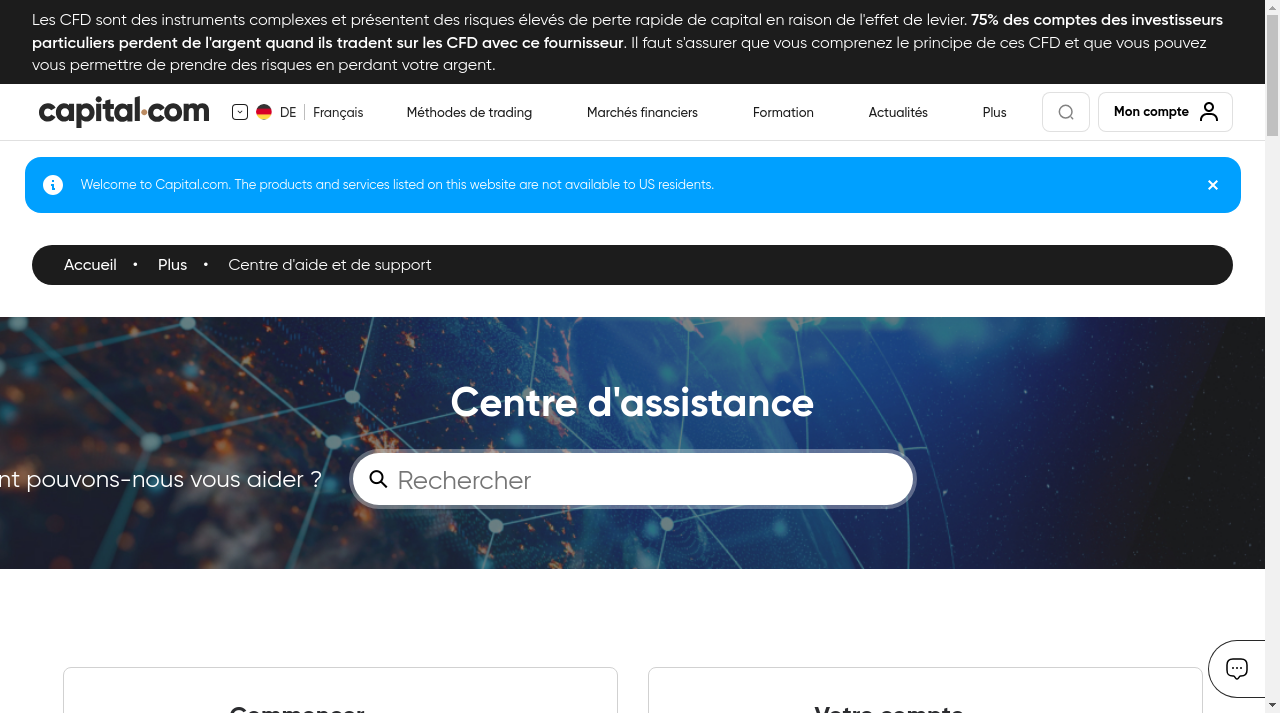 Les CFD sont des instruments complexes et présentent des risques élevés de perte rapide de capital en raison de l'effet de levier. 75% des comptes des investisseurs
particuliers perdent de l'argent quand ils tradent sur les CFD avec ce fournisseur. Il faut s'assurer que vous comprenez le principe de ces CFD et que vous pouvez
vous permettre de prendre des risques en perdant votre argent.
capital.com DE Français Méthodes de trading Marchés financiers Formation Actualités Plus Mon compte
Welcome to Capital.com. The products and services listed on this website are not available to US residents.
Accueil • Plus • Centre d'aide et de support
Centre d'assistance
nt pouvons-nous vous aider ? Rechercher
Commencer Votre compte